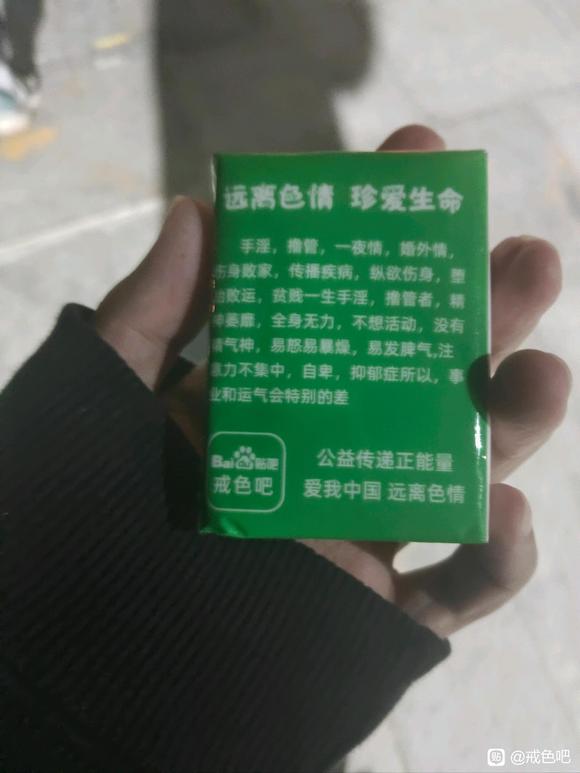 远离色情 珍爱生命
手淫，撸管，一夜情，婚外情，
伤身败家，传播疾病，纵欲伤身，堕
胎败运，贫贱一生手淫，撸管者，精
神萎靡，全身无力，不想活动，没有
精气神，易怒易暴燥，易发脾气,注
意力不集中，自卑，抑郁症所以，事
业和运气会特别的差
Bai du 贴吧
戒色吧
公益传递正能量
爱我中国 远离色情
贴 @戒色吧